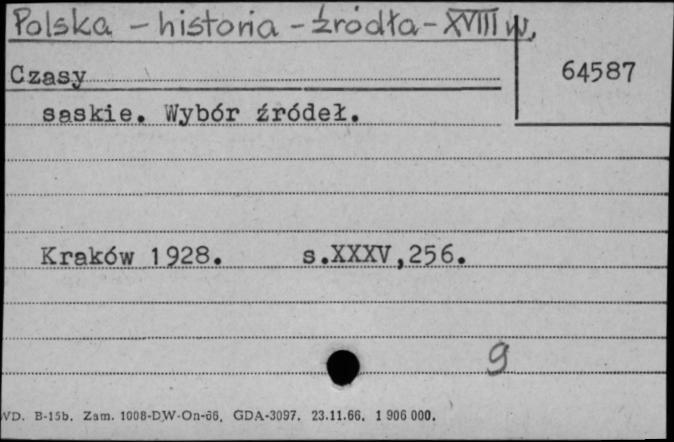 Polska - historia - źródła - XVIII w.
64587
Czasy
saskie. Wybór źródeł.
Kraków 1928. s.XXXV,256.
9
WD. B-15b. Zam. 1008-DW-On-66. GDA-3097. 23.11.66. 1 906 000.